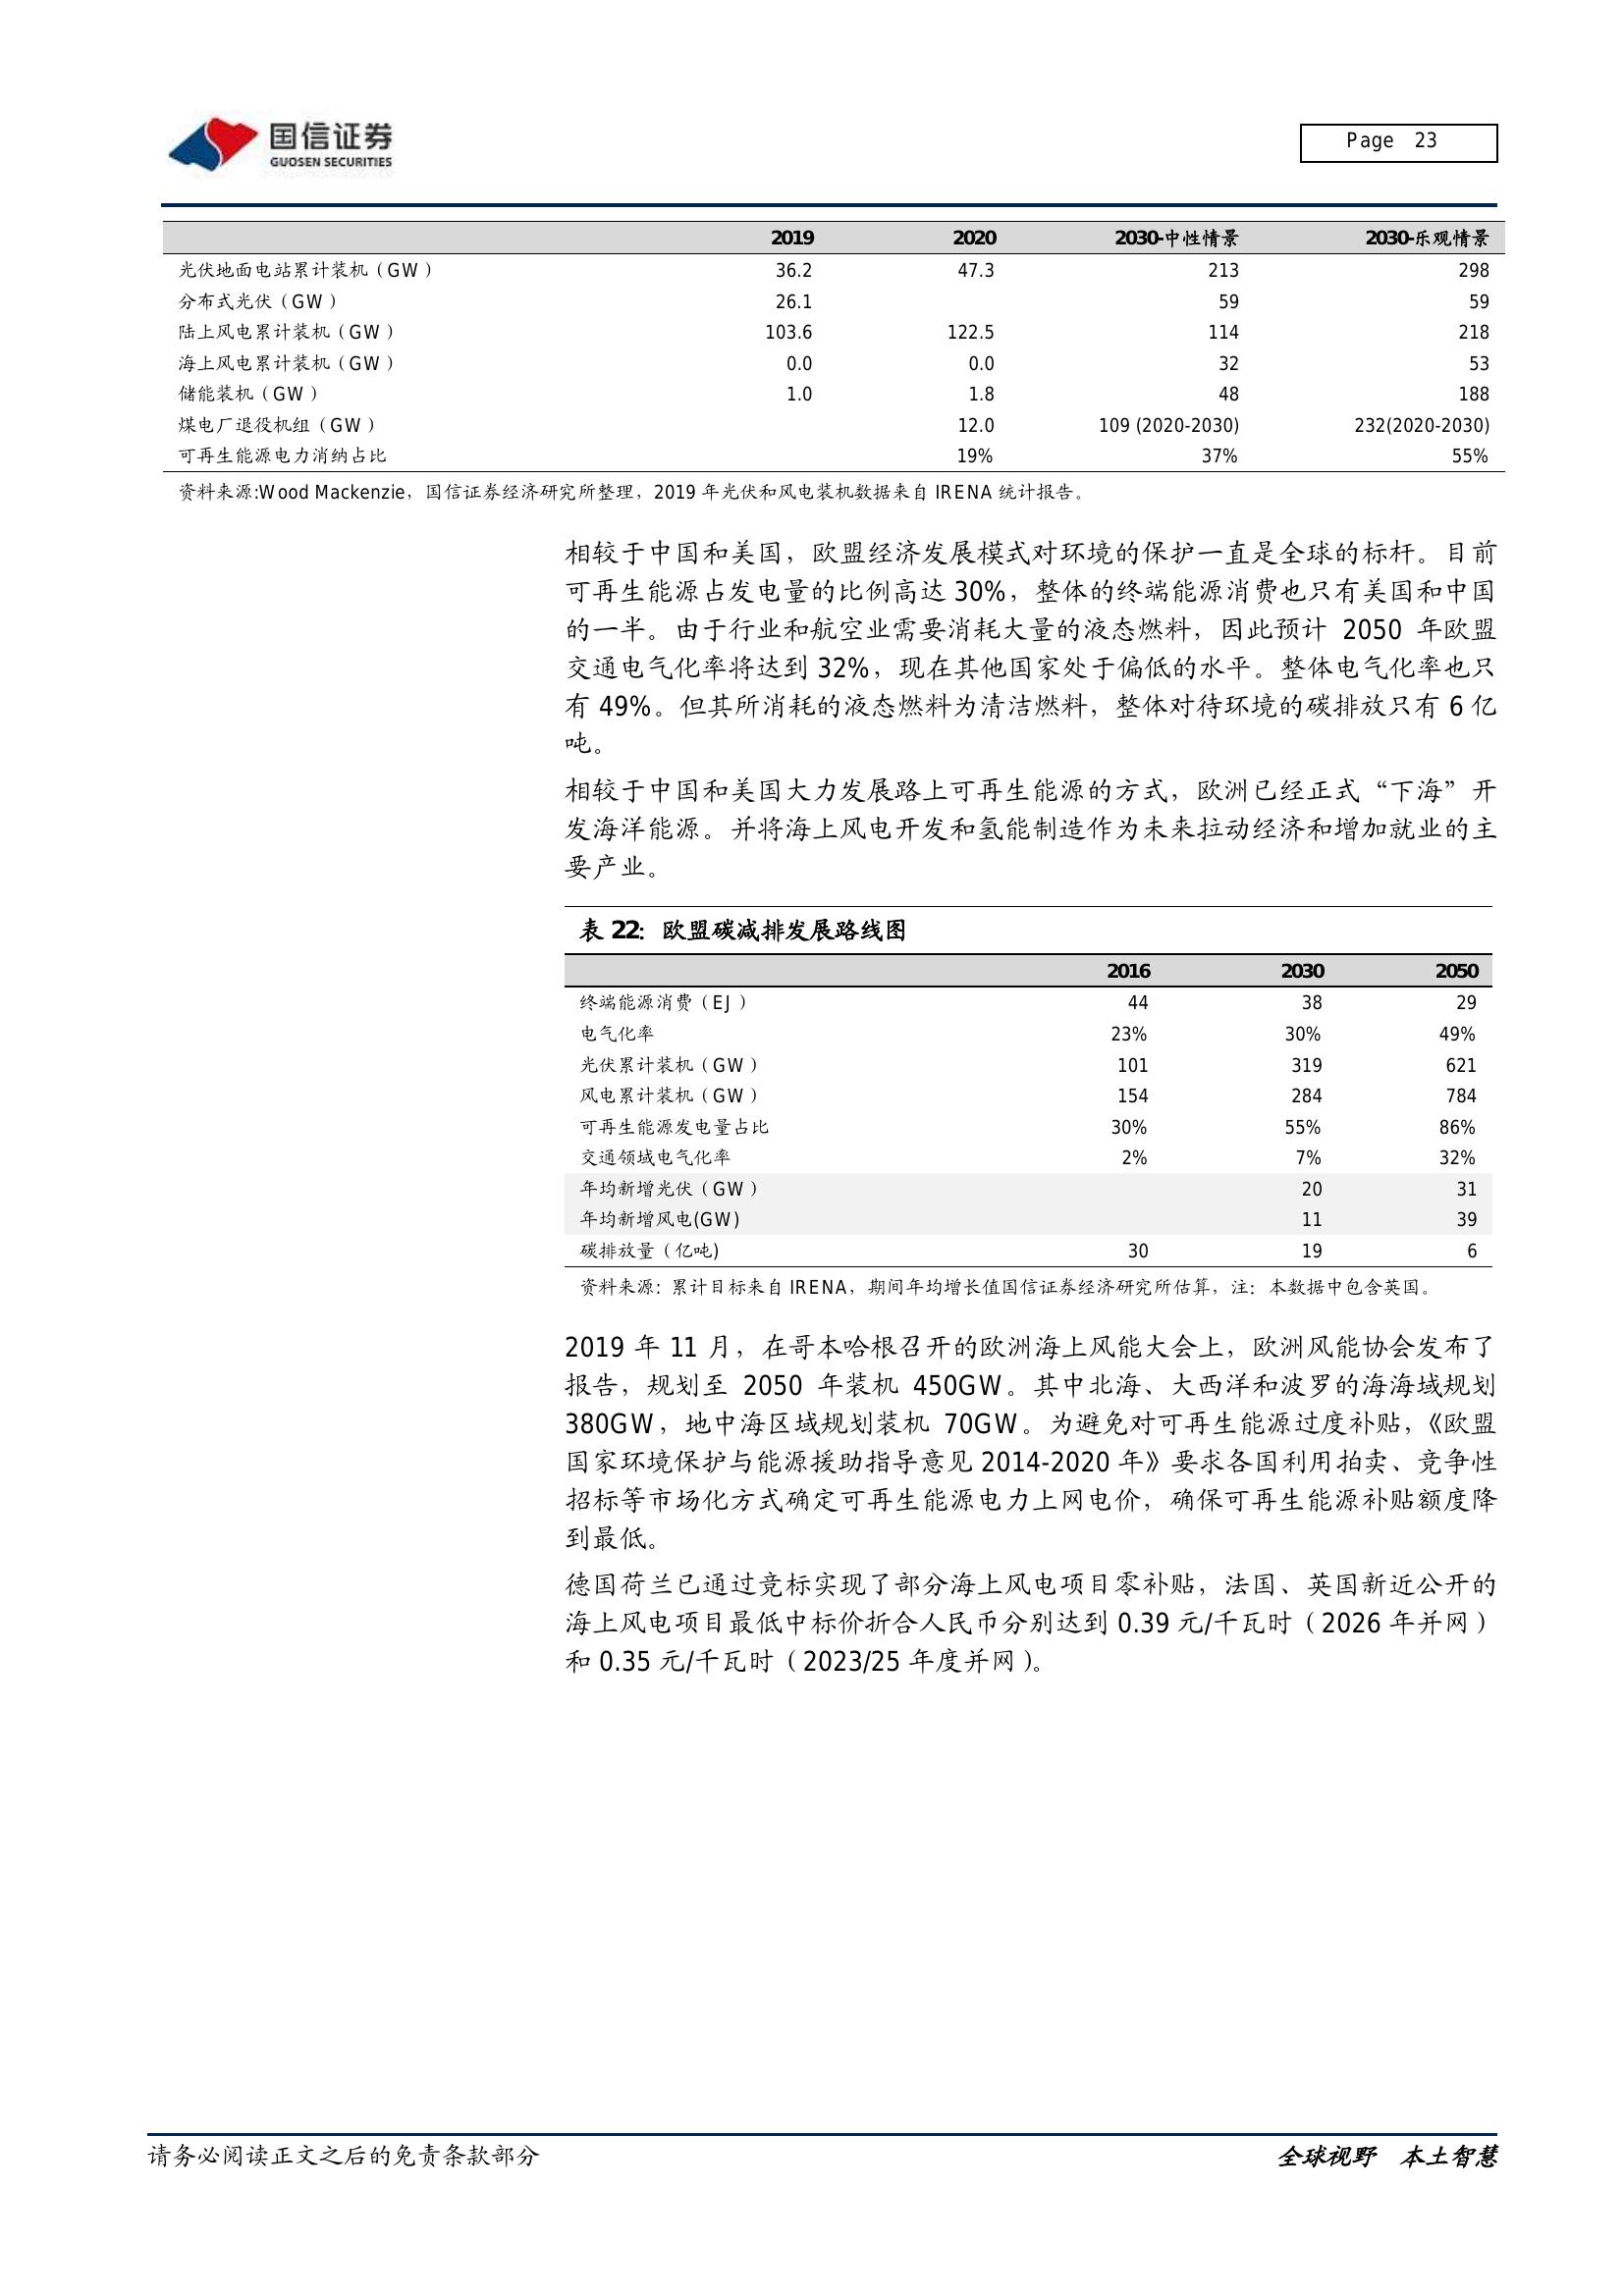 国信证券
GUOSEN SECURITIES
Page 23
2019 2020 2030-中性情景 2030-乐观情景
光伏地面电站累计装机（GW） 36.2 47.3 213 298
分布式光伏（GW） 26.1 59 59
陆上风电累计装机（GW） 103.6 122.5 114 218
海上风电累计装机（GW） 0.0 0.0 32 53
储能装机（GW） 1.0 1.8 48 188
煤电厂退役机组（GW） 12.0 109 (2020-2030) 232(2020-2030)
可再生能源电力消纳占比 19% 37% 55%
资料来源:Wood Mackenzie，国信证券经济研究所整理，2019 年光伏和风电装机数据来自 IRENA 统计报告。
相较于中国和美国，欧盟经济发展模式对环境的保护一直是全球的标杆。目前
可再生能源占发电量的比例高达 30%，整体的终端能源消费也只有美国和中国
的一半。由于行业和航空业需要消耗大量的液态燃料，因此预计 2050 年欧盟
交通电气化率将达到 32%，现在其他国家处于偏低的水平。整体电气化率也只
有 49%。但其所消耗的液态燃料为清洁燃料，整体对待环境的碳排放只有 6 亿
吨。
相较于中国和美国大力发展路上可再生能源的方式，欧洲已经正式“下海”开
发海洋能源。并将海上风电开发和氢能制造作为未来拉动经济和增加就业的主
要产业。
表 22：欧盟碳减排发展路线图
2016 2030 2050
终端能源消费（EJ） 44 38 29
电气化率 23% 30% 49%
光伏累计装机（GW） 101 319 621
风电累计装机（GW） 154 284 784
可再生能源发电量占比 30% 55% 86%
交通领域电气化率 2% 7% 32%
年均新增光伏（GW） 20 31
年均新增风电(GW) 11 39
碳排放量（亿吨) 30 19 6
资料来源：累计目标来自 IRENA，期间年均增长值国信证券经济研究所估算，注：本数据中包含英国。
2019 年 11 月，在哥本哈根召开的欧洲海上风能大会上，欧洲风能协会发布了
报告，规划至 2050 年装机 450GW。其中北海、大西洋和波罗的海海域规划
380GW，地中海区域规划装机 70GW。为避免对可再生能源过度补贴，《欧盟
国家环境保护与能源援助指导意见 2014-2020 年》要求各国利用拍卖、竞争性
招标等市场化方式确定可再生能源电力上网电价，确保可再生能源补贴额度降
到最低。
德国荷兰已通过竞标实现了部分海上风电项目零补贴，法国、英国新近公开的
海上风电项目最低中标价折合人民币分别达到 0.39 元/千瓦时（2026 年并网）
和 0.35 元/千瓦时（2023/25 年度并网）。
请务必阅读正文之后的免责条款部分
全球视野 本土智慧